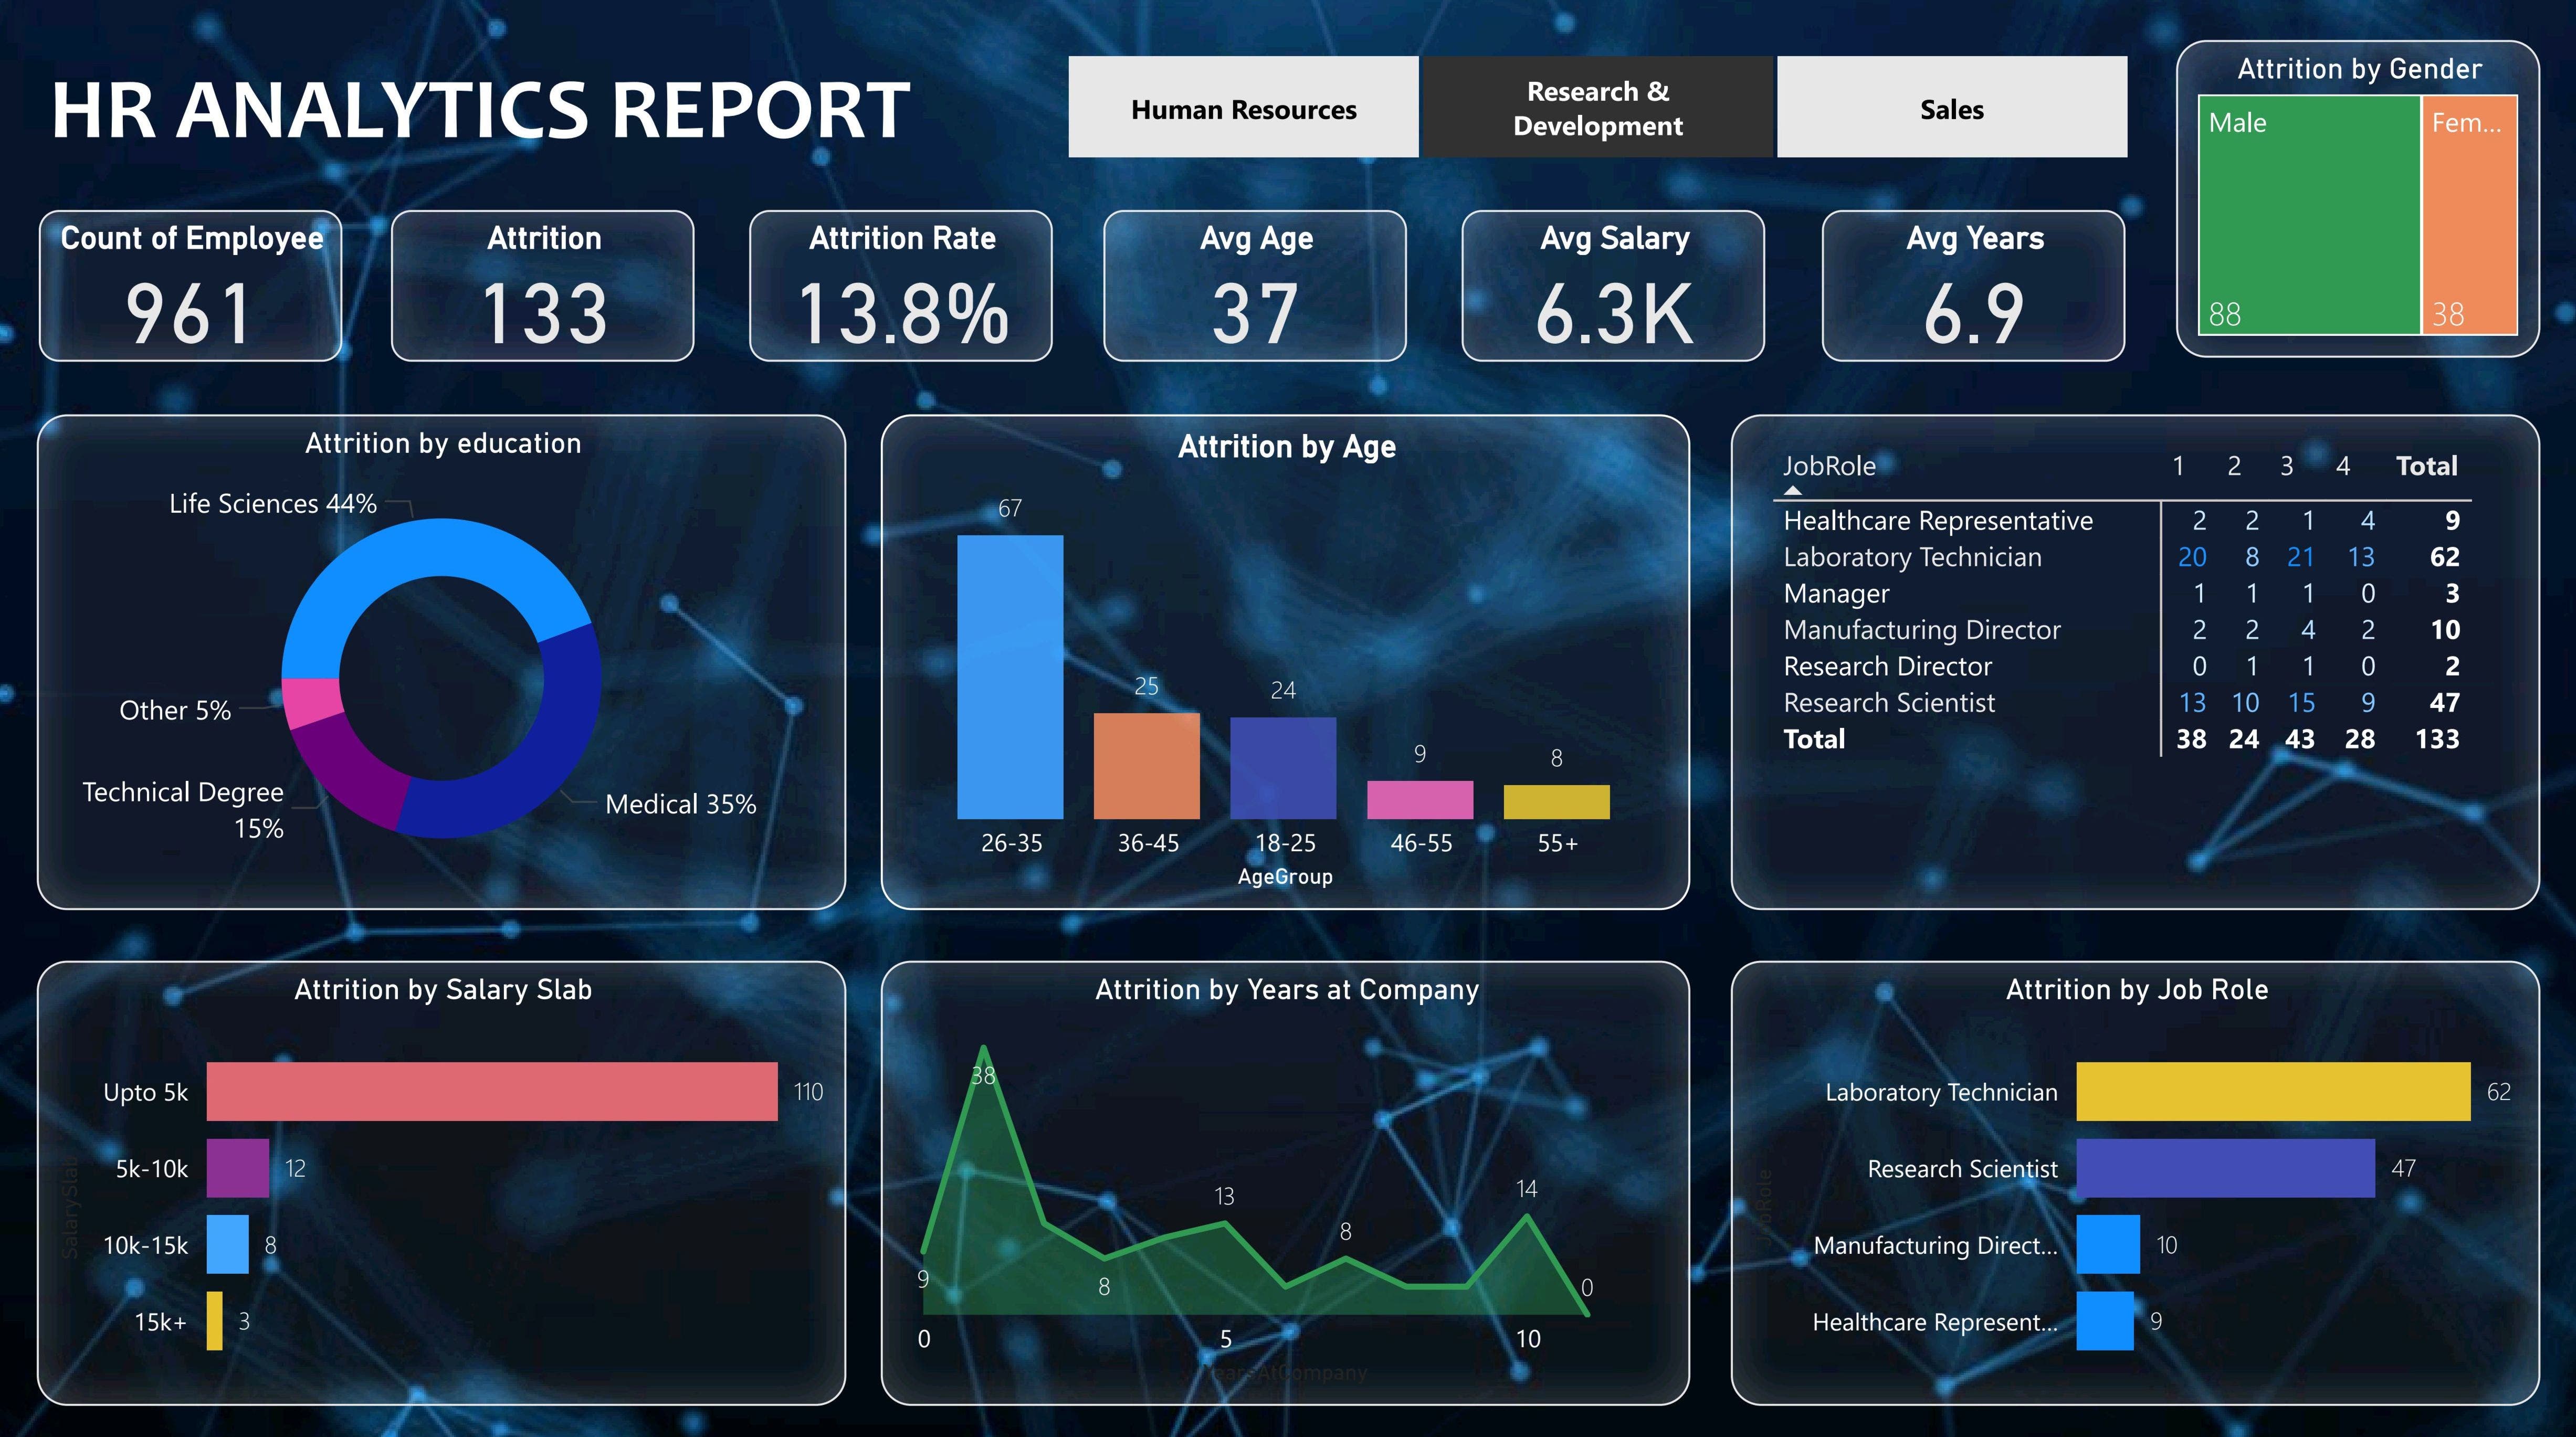 HR ANALYTICS REPORT
Human Resources
Research &
Development
Sales
Attrition by Gender
Male
Fem...
88
38
Count of Employee
961
Attrition
133
Attrition Rate
13.8%
Avg Age
37
Avg Salary
6.3K
Avg Years
6.9
Attrition by education
Life Sciences 44%
Other 5%
Technical Degree
15%
Medical 35%
Attrition by Age
67
25
24
9
8
26-35 36-45 18-25 46-55 55+
AgeGroup
JobRole 1 2 3 4 Total
Healthcare Representative 2 2 1 4 9
Laboratory Technician 20 8 21 13 62
Manager 1 1 1 0 3
Manufacturing Director 2 2 4 2 10
Research Director 0 1 1 0 2
Research Scientist 13 10 15 9 47
Total 38 24 43 28 133
Attrition by Salary Slab
SalarySlab
Upto 5k 110
5k-10k 12
10k-15k 8
15k+ 3
Attrition by Years at Company
38
13
14
8
9
8
0
0 5 10
YearsAtCompany
Attrition by Job Role
JobRole
Laboratory Technician 62
Research Scientist 47
Manufacturing Direct... 10
Healthcare Represent... 9